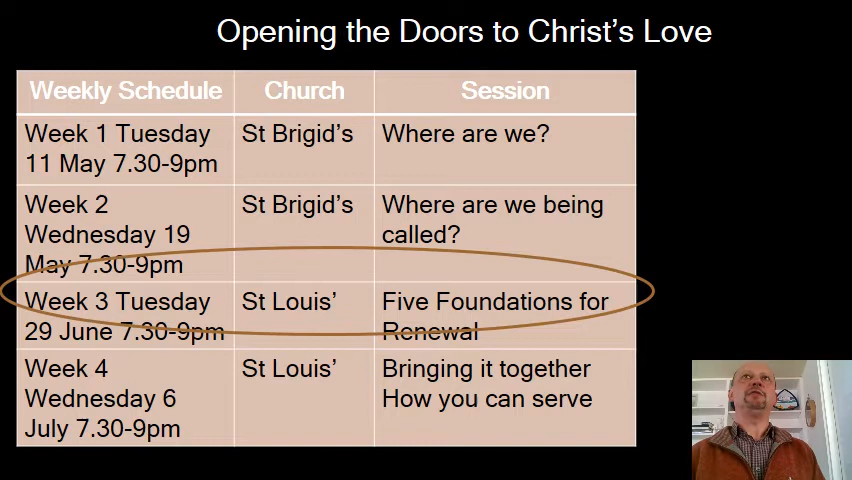 Opening the Doors to Christ's Love
Weekly Schedule Church Session
Week 1 Tuesday St Brigid's Where are we?
11 May 7.30-9pm
Week 2 St Brigid's Where are we being
Wednesday 19 called?
May 7.30-9pm
Week 3 Tuesday St Louis' Five Foundations for
29 June 7.30-9pm Renewal
Week 4 St Louis' Bringing it together
Wednesday 6 How you can serve
July 7.30-9pm